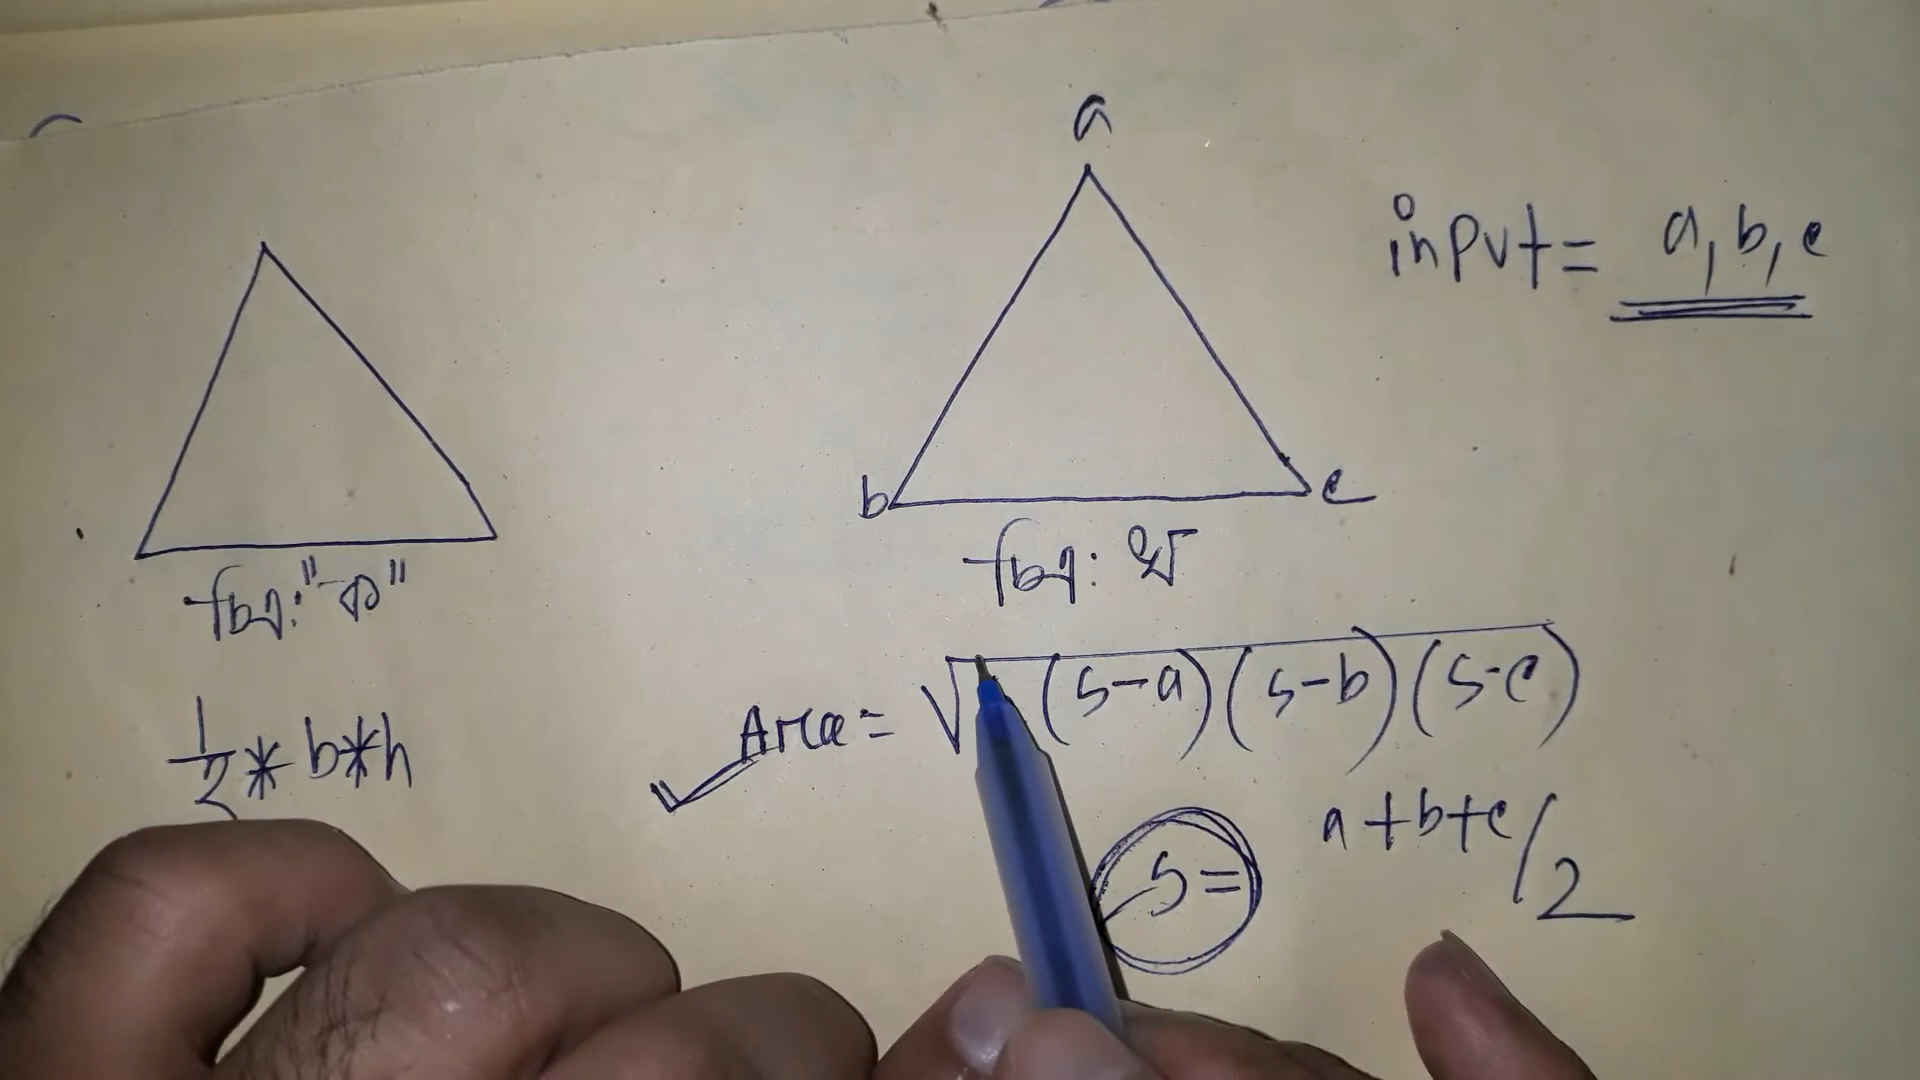 a
input = a, b, c
b
c
চিত্র: "ক"
চিত্র: খ
1/2 * b*h
Area = √ (s-a) (s-b) (s-c)
s =
a+b+c/2